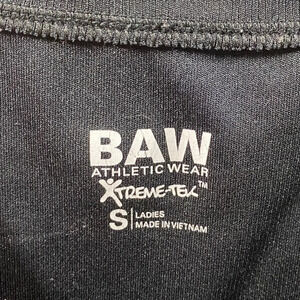 BAW
ATHLETIC WEAR
XTREME-TEK™
S LADIES
MADE IN VIETNAM